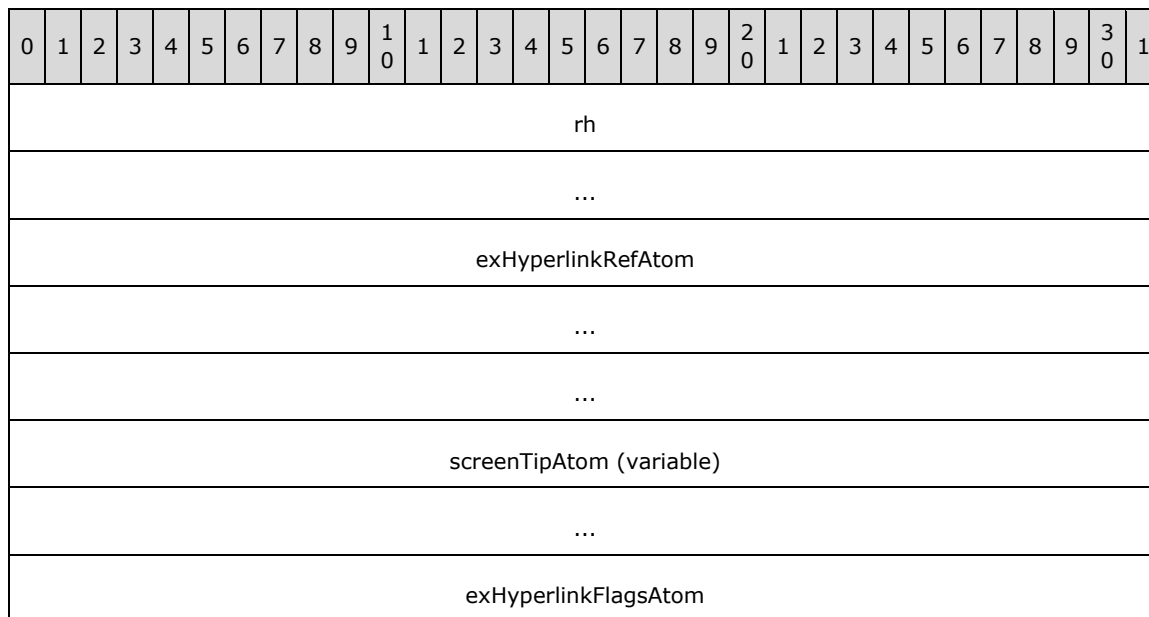 0 1 2 3 4 5 6 7 8 9 1 0 1 2 3 4 5 6 7 8 9 2 0 1 2 3 4 5 6 7 8 9 3 0 1
rh
...
exHyperlinkRefAtom
...
...
screenTipAtom (variable)
...
exHyperlinkFlagsAtom